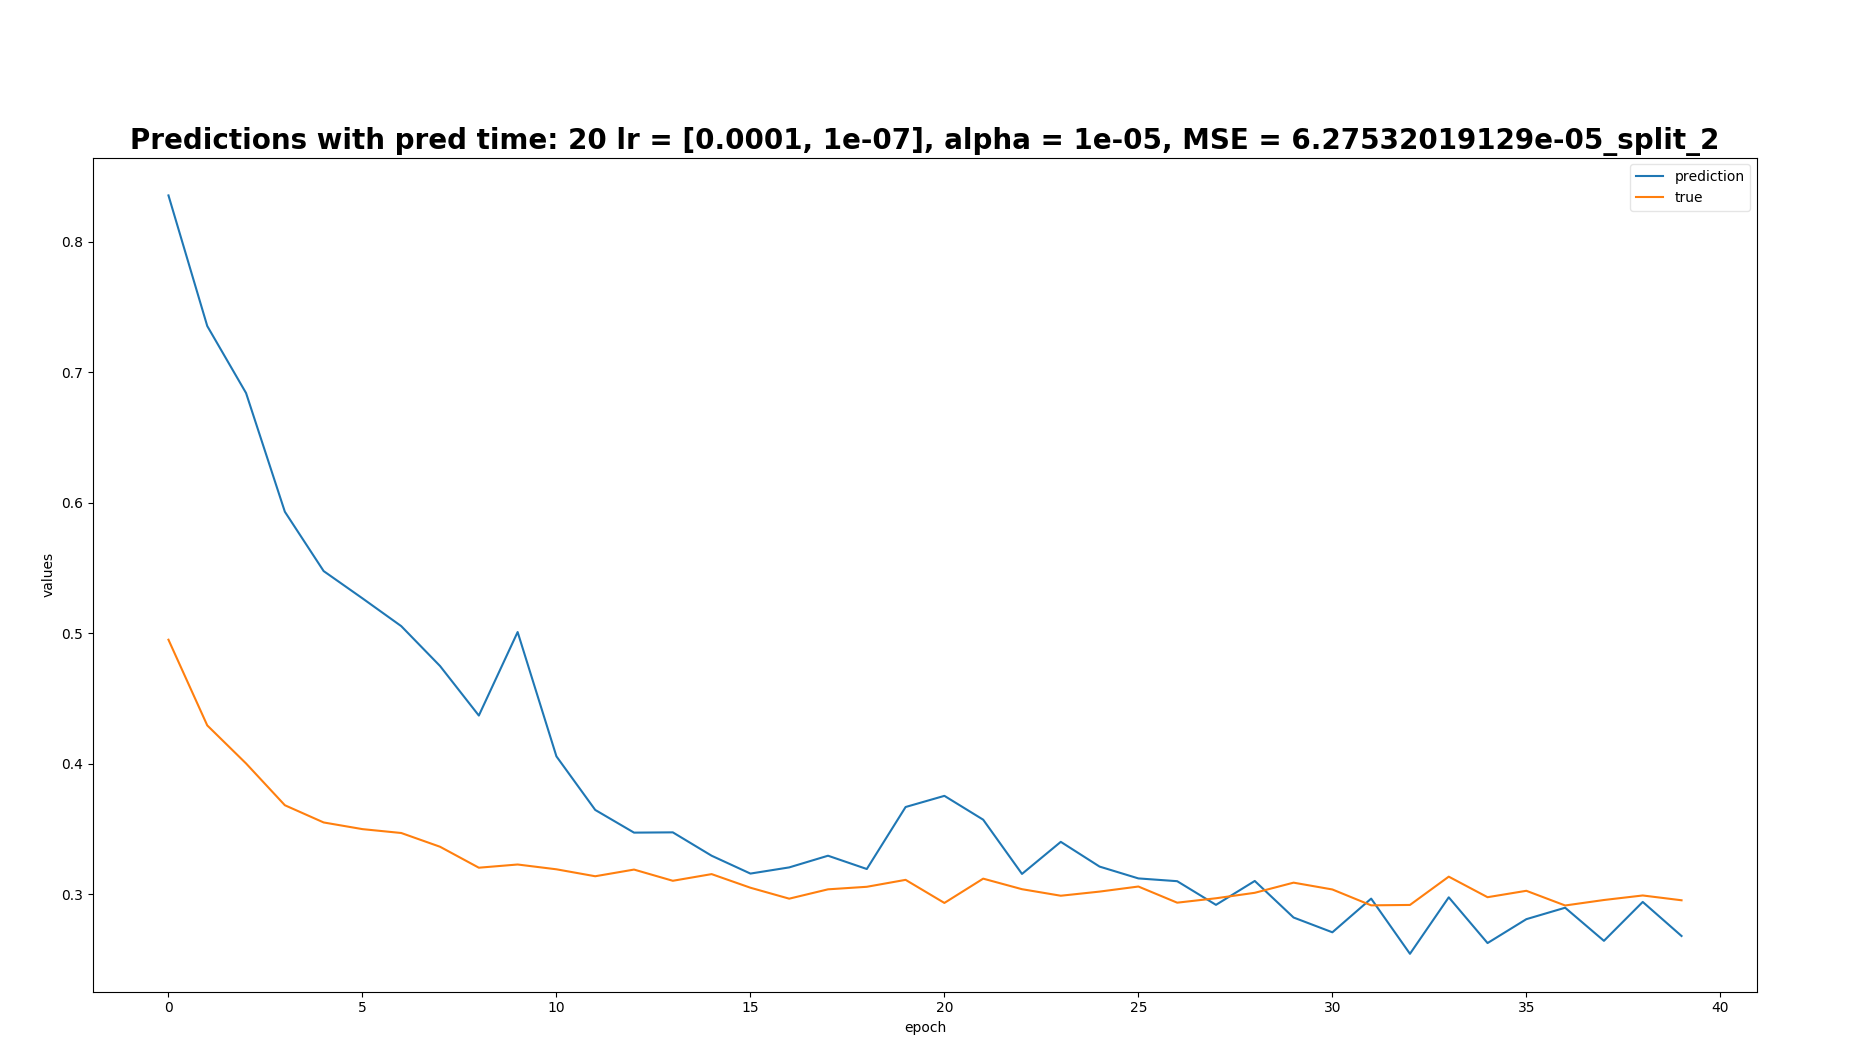 Predictions with pred time: 20 lr = [0.0001, 1e-07], alpha = 1e-05, MSE = 6.27532019129e-05_split_2
prediction
true
0.8
0.7
0.6
0.5
0.4
0.3
values
0 5 10 15 20 25 30 35 40
epoch